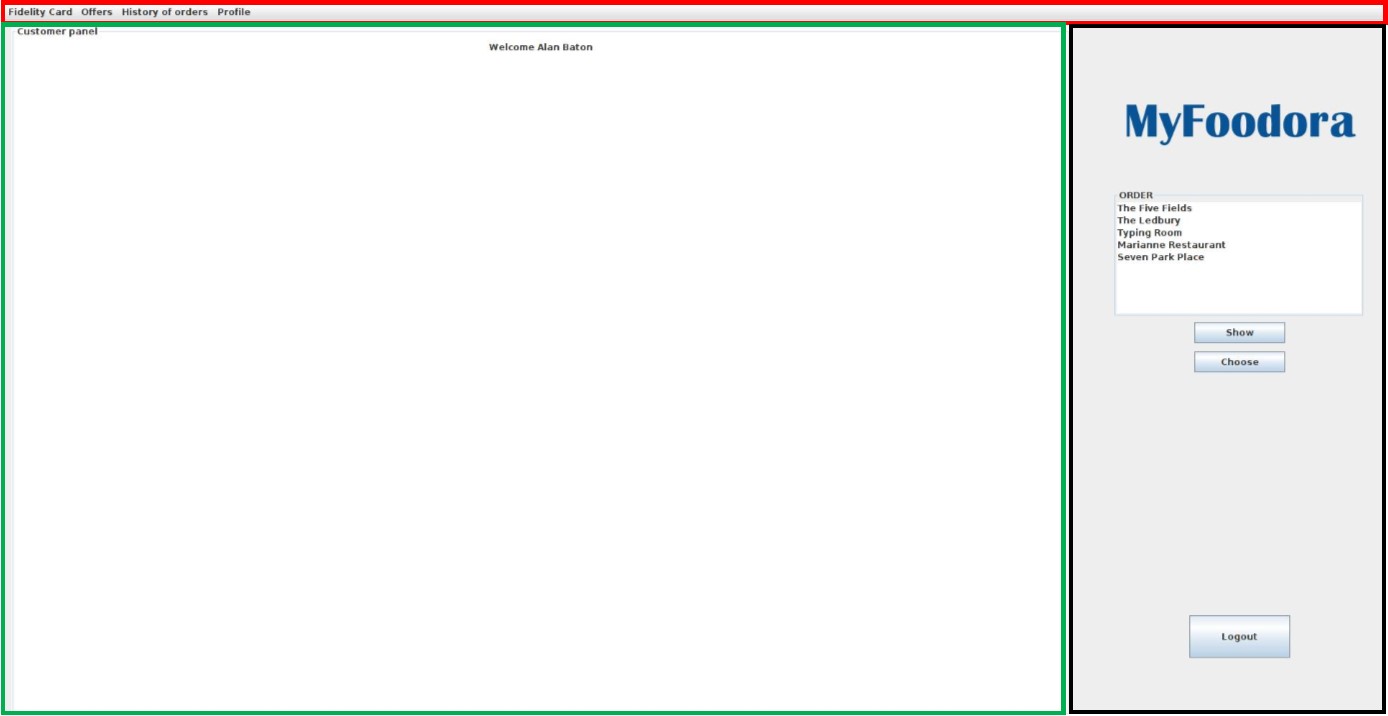 Fidelity Card Offers History of orders Profile
Customer panel
Welcome Alan Baton
MyFoodora
ORDER
The Five Fields
The Ledbury
Typing Room
Marianne Restaurant
Seven Park Place
Show
Choose
Logout